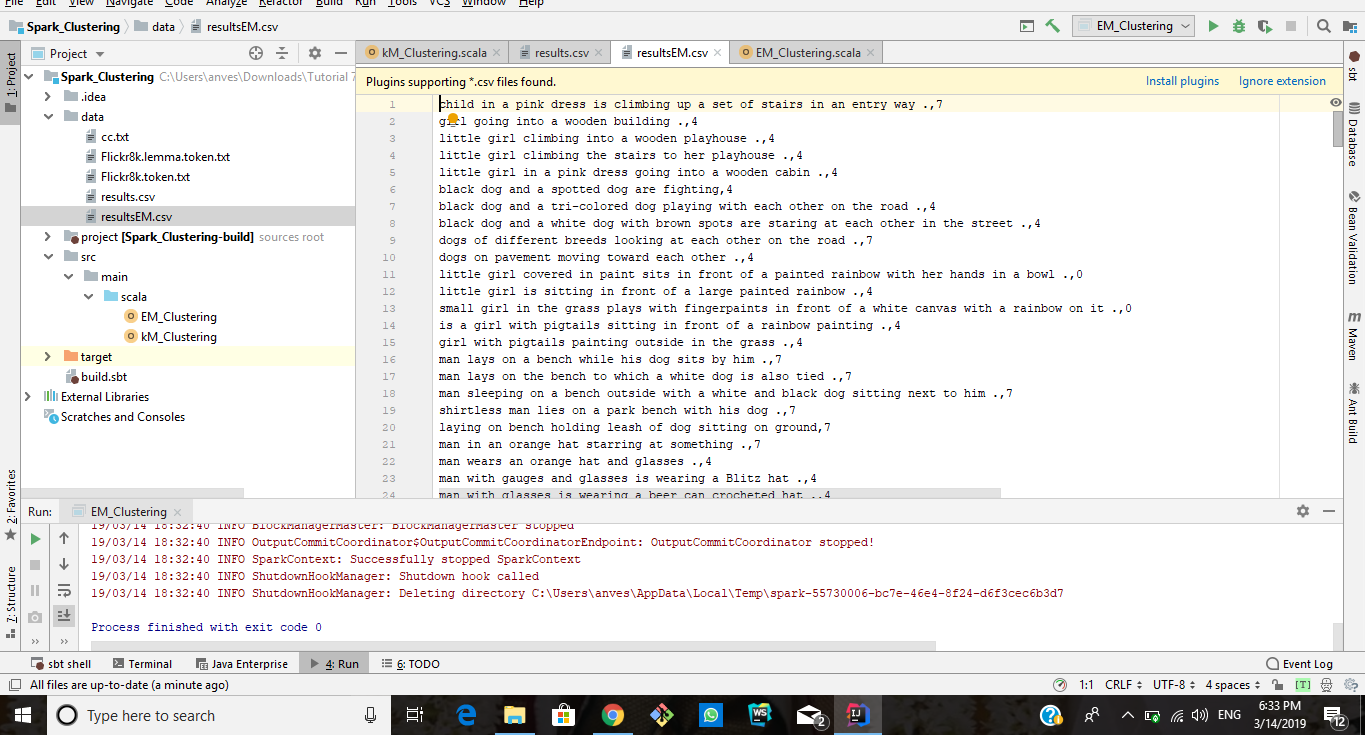 File Edit View Navigate Code Analyze Refactor Build Run Tools VCS Window Help
Spark_Clustering data resultsEM.csv EM_Clustering
1: Project
Project
kM_Clustering.scala results.csv resultsEM.csv EM_Clustering.scala
Spark_Clustering C:\Users\anves\Downloads\Tutorial 7
.idea
data
cc.txt
Flickr8k.lemma.token.txt
Flickr8k.token.txt
results.csv
resultsEM.csv
project [Spark_Clustering-build] sources root
src
main
scala
EM_Clustering
kM_Clustering
target
build.sbt
External Libraries
Scratches and Consoles
Plugins supporting *.csv files found. Install plugins Ignore extension
1 child in a pink dress is climbing up a set of stairs in an entry way .,7
2 girl going into a wooden building .,4
3 little girl climbing into a wooden playhouse .,4
4 little girl climbing the stairs to her playhouse .,4
5 little girl in a pink dress going into a wooden cabin .,4
6 black dog and a spotted dog are fighting,4
7 black dog and a tri-colored dog playing with each other on the road .,4
8 black dog and a white dog with brown spots are staring at each other in the street .,4
9 dogs of different breeds looking at each other on the road .,7
10 dogs on pavement moving toward each other .,4
11 little girl covered in paint sits in front of a painted rainbow with her hands in a bowl .,0
12 little girl is sitting in front of a large painted rainbow .,4
13 small girl in the grass plays with fingerpaints in front of a white canvas with a rainbow on it .,0
14 is a girl with pigtails sitting in front of a rainbow painting .,4
15 girl with pigtails painting outside in the grass .,4
16 man lays on a bench while his dog sits by him .,7
17 man lays on the bench to which a white dog is also tied .,7
18 man sleeping on a bench outside with a white and black dog sitting next to him .,7
19 shirtless man lies on a park bench with his dog .,7
20 laying on bench holding leash of dog sitting on ground,7
21 man in an orange hat starring at something .,7
22 man wears an orange hat and glasses .,4
23 man with gauges and glasses is wearing a Blitz hat .,4
24 man with glasses is wearing a beer can crocheted hat .,4
sbt
Database
Bean Validation
m Maven
Ant Build
2: Favorites
7: Structure
Run: EM_Clustering
19/03/14 18:32:40 INFO BlockManagerMaster: BlockManagerMaster stopped
19/03/14 18:32:40 INFO OutputCommitCoordinator$OutputCommitCoordinatorEndpoint: OutputCommitCoordinator stopped!
19/03/14 18:32:40 INFO SparkContext: Successfully stopped SparkContext
19/03/14 18:32:40 INFO ShutdownHookManager: Shutdown hook called
19/03/14 18:32:40 INFO ShutdownHookManager: Deleting directory C:\Users\anves\AppData\Local\Temp\spark-55730006-bc7e-46e4-8f24-d6f3cec6b3d7
Process finished with exit code 0
sbt shell Terminal Java Enterprise 4: Run 6: TODO Event Log
All files are up-to-date (a minute ago) 1:1 CRLF UTF-8 4 spaces [T]
Type here to search
WS
2
IJ
ENG
6:33 PM
3/14/2019
12